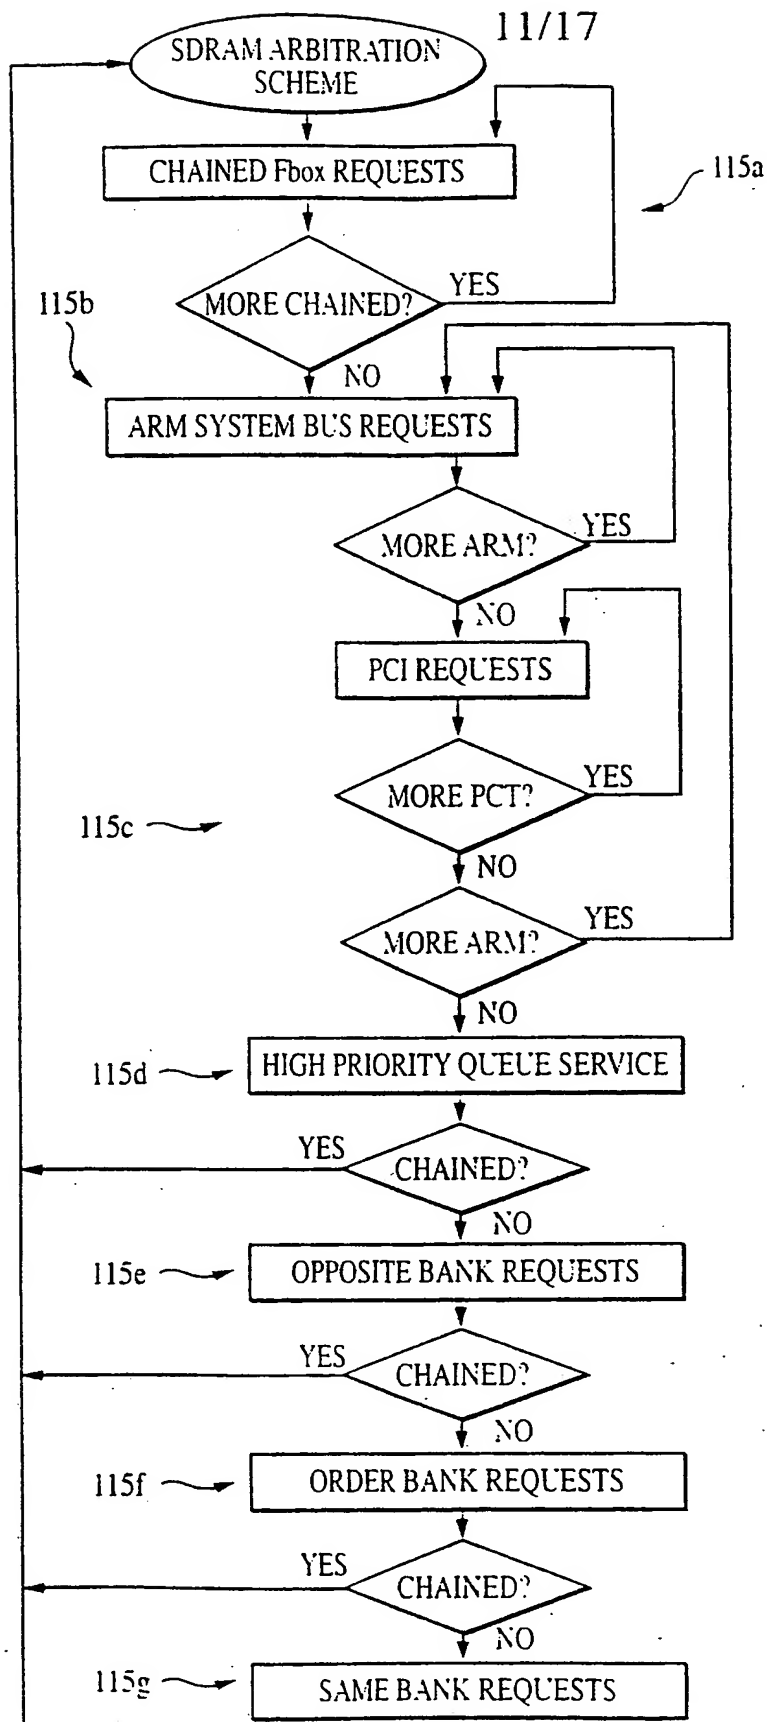 11/17
SDRAM ARBITRATION
SCHEME
CHAINED Fbox REQUESTS
115a
MORE CHAINED?
YES
115b
NO
ARM SYSTEM BUS REQUESTS
MORE ARM?
YES
NO
PCI REQUESTS
MORE PCT?
YES
115c
NO
MORE ARM?
YES
NO
115d
HIGH PRIORITY QUEUE SERVICE
YES
CHAINED?
NO
115e
OPPOSITE BANK REQUESTS
YES
CHAINED?
NO
115f
ORDER BANK REQUESTS
YES
CHAINED?
NO
115g
SAME BANK REQUESTS